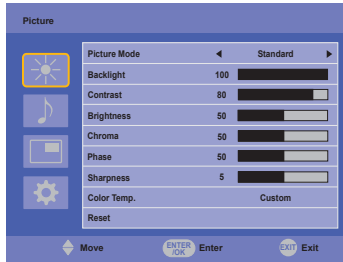 Picture
Picture Mode Standard
Backlight 100
Contrast 80
Brightness 50
Chroma 50
Phase 50
Sharpness 5
Color Temp. Custom
Reset
Move ENTER /OK Enter EXIT Exit